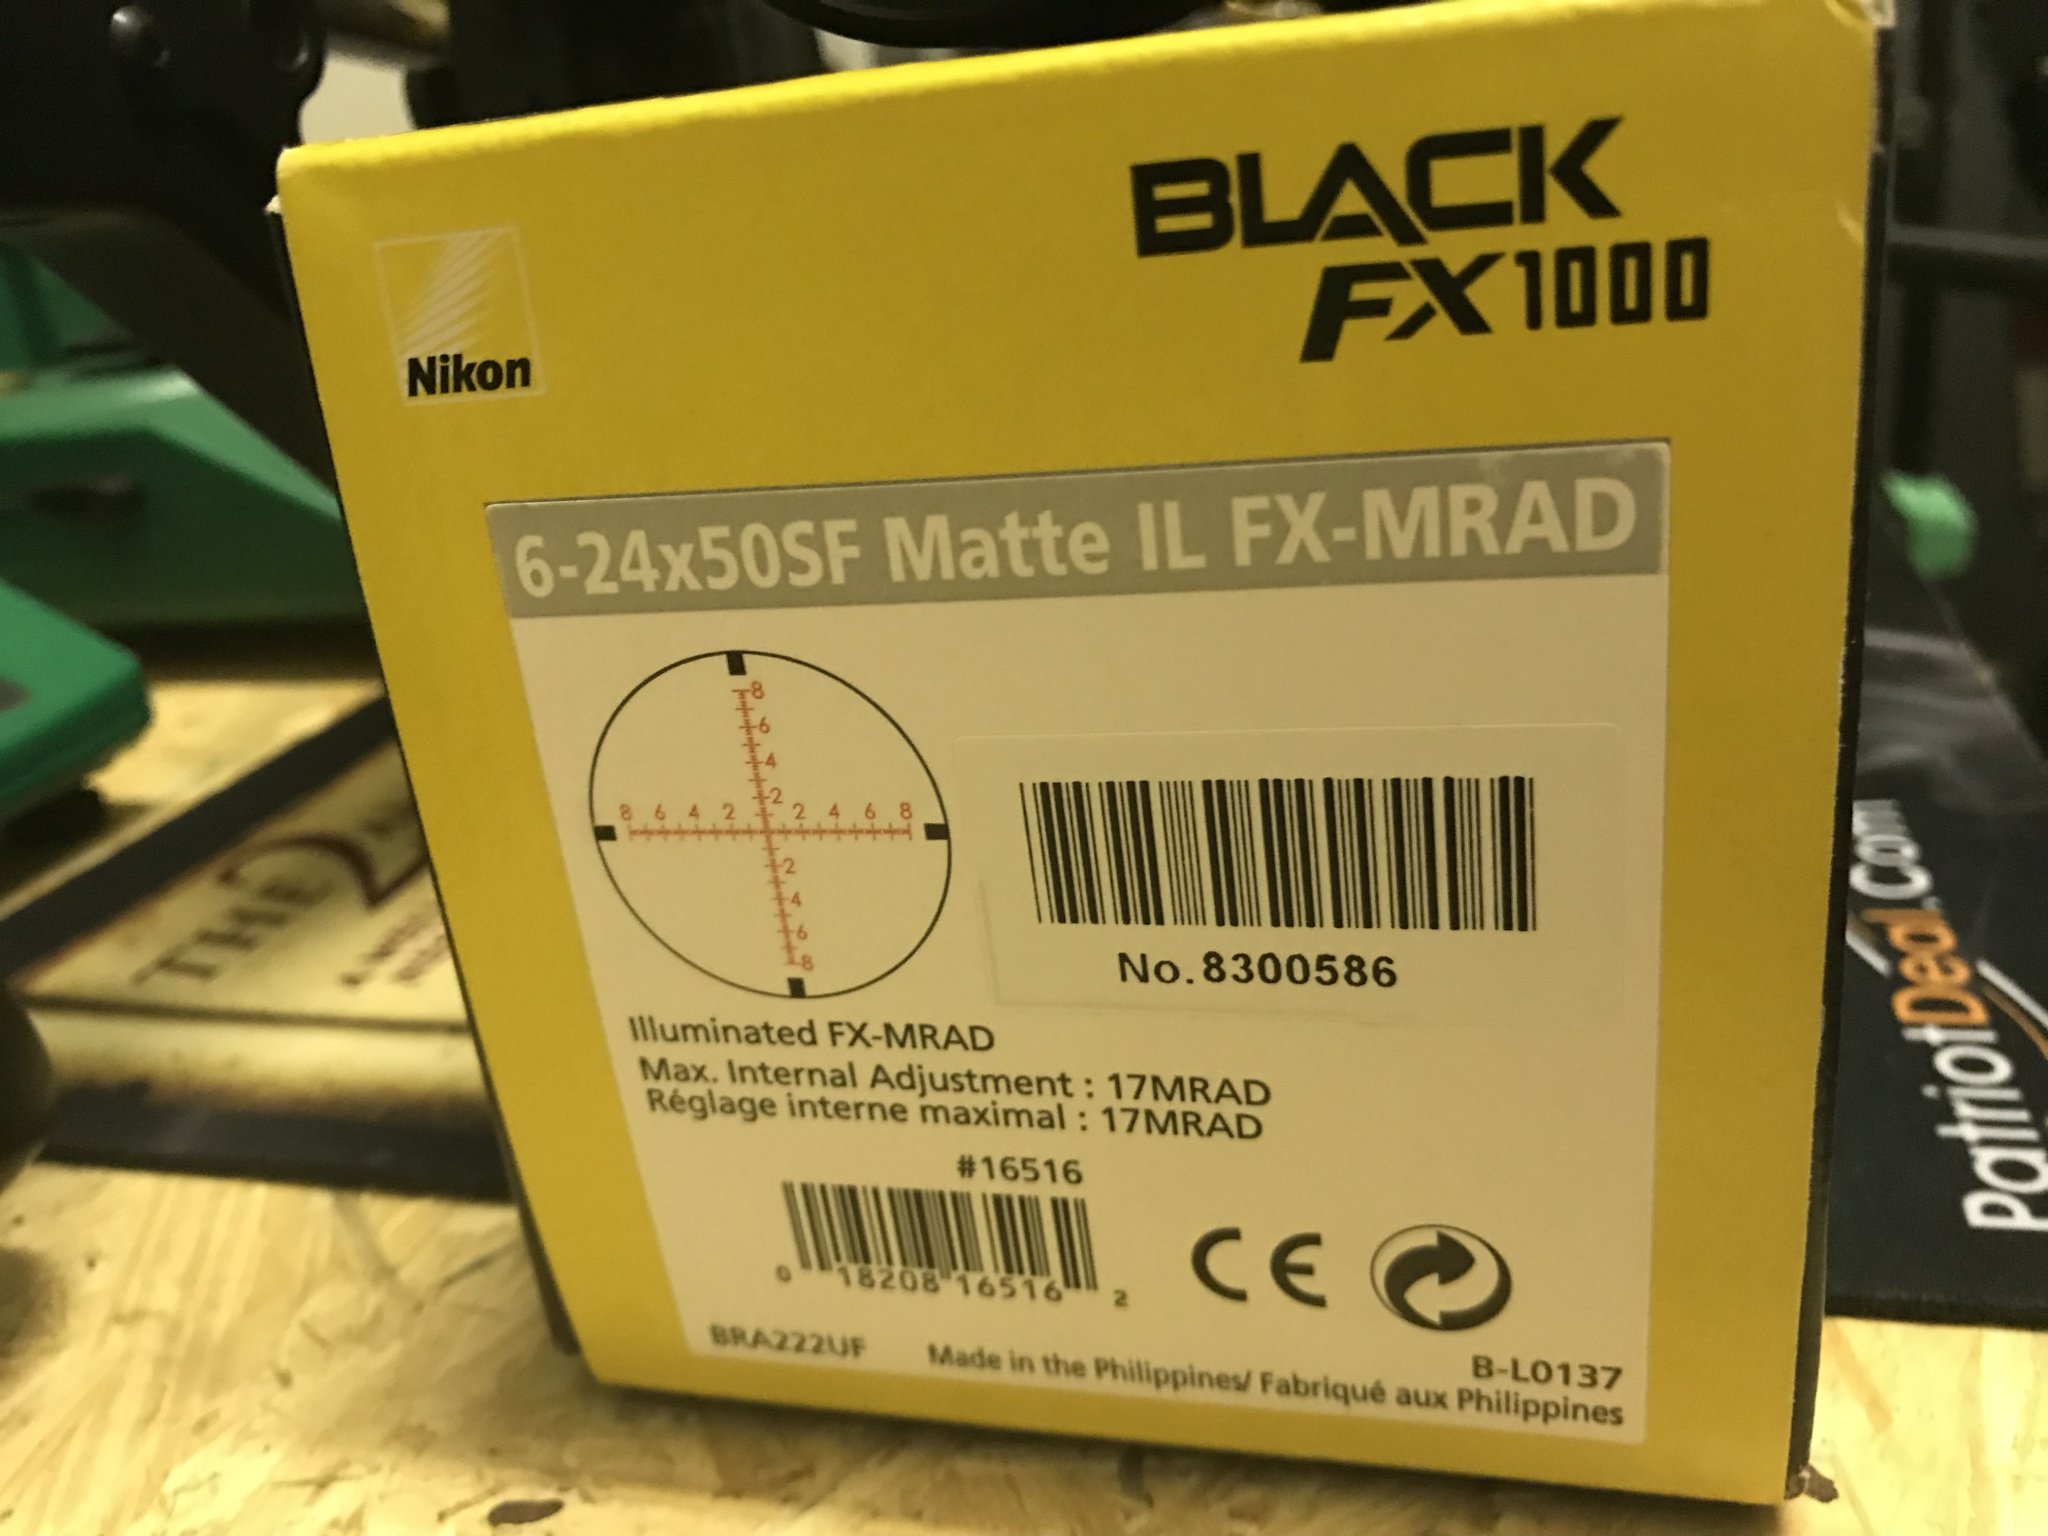 Nikon
BLACK
FX1000
6-24x50SF Matte IL FX-MRAD
8
6
4
2
8 6 4 2 2 4 6 8
2
4
6
8
No.8300586
Illuminated FX-MRAD
Max. Internal Adjustment : 17MRAD
Réglage interne maximal : 17MRAD
#16516
0 18208 16516 2
CE
BRA222UF
B-L0137
Made in the Philippines/ Fabriqué aux Philippines
THE
PatriotDeal.com